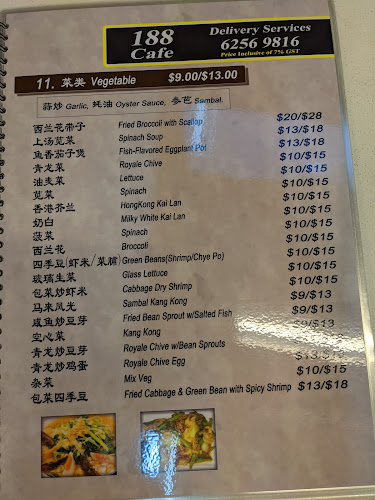 188 Cafe
Delivery Services
6256 9816
Price Inclusive of 7% GST
11. 菜类 Vegetable $9.00/$13.00
蒜炒 Garlic, 蚝油 Oyster Sauce, 参芭 Sambal.
西兰花带子 Fried Broccoli with Scallop $20/$28
上汤苋菜 Spinach Soup $13/$18
鱼香茄子煲 Fish-Flavored Eggplant Pot $13/$18
青龙菜 Royale Chive $10/$15
油麦菜 Lettuce $10/$15
苋菜 Spinach $10/$15
香港芥兰 HongKong Kai Lan $10/$15
奶白 Milky White Kai Lan $10/$15
菠菜 Spinach $10/$15
西兰花 Broccoli $10/$15
四季豆(虾米/菜脯) Green Beans(Shrimp/Chye Po) $10/$15
玻璃生菜 Glass Lettuce $10/$15
包菜炒虾米 Cabbage Dry Shrimp $10/$15
马来风光 Sambal Kang Kong $9/$13
咸鱼炒豆芽 Fried Bean Sprout w/Salted Fish $9/$13
空心菜 Kang Kong $9/$13
青龙炒豆芽 Royale Chive w/Bean Sprouts
青龙炒鸡蛋 Royale Chive Egg
杂菜 Mix Veg $10/$15
包菜四季豆 Fried Cabbage & Green Bean with Spicy Shrimp $13/$18